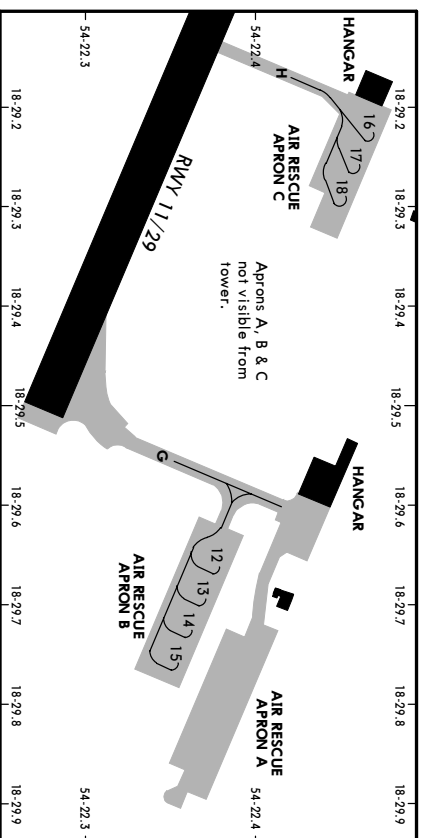 18-29.2
18-29.3
18-29.4
18-29.5
18-29.6
18-29.7
18-29.8
18-29.9
HANGAR
HANGAR
16
17
18
AIR RESCUE
APRON C
AIR RESCUE
APRON A
H
54-22.4
54-22.4
Aprons A, B & C
not visible from
tower.
12
13
14
15
RWY 11/29
G
AIR RESCUE
APRON B
54-22.3
54-22.3
18-29.2
18-29.3
18-29.4
18-29.5
18-29.6
18-29.7
18-29.8
18-29.9